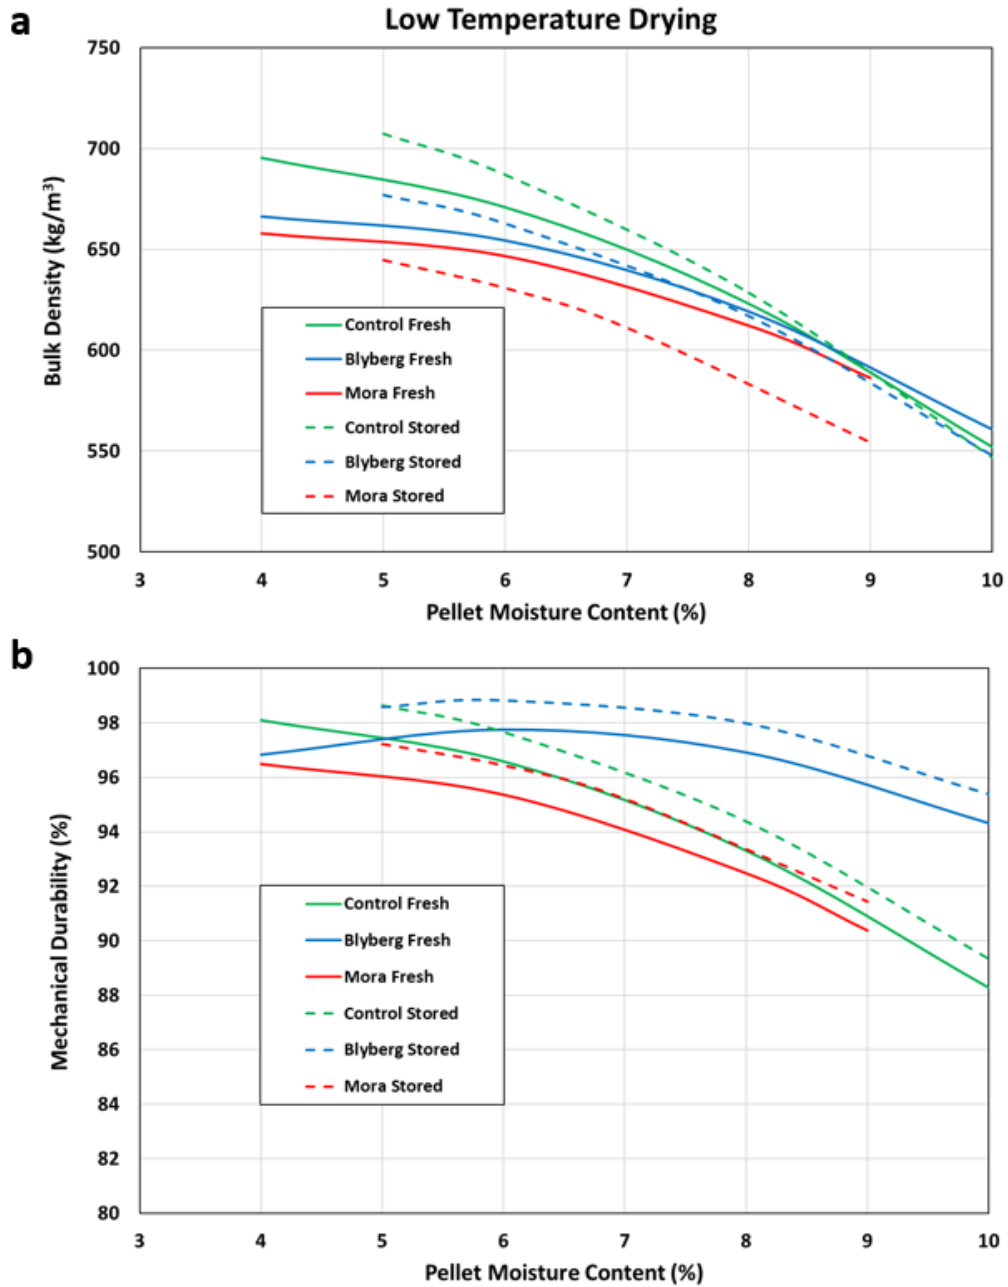 a
Low Temperature Drying
750
700
650
600
550
500
Bulk Density (kg/m³)
Control Fresh
Blyberg Fresh
Mora Fresh
Control Stored
Blyberg Stored
Mora Stored
3 4 5 6 7 8 9 10
Pellet Moisture Content (%)
b
100
98
96
94
92
90
88
86
84
82
80
Mechanical Durability (%)
Control Fresh
Blyberg Fresh
Mora Fresh
Control Stored
Blyberg Stored
Mora Stored
3 4 5 6 7 8 9 10
Pellet Moisture Content (%)